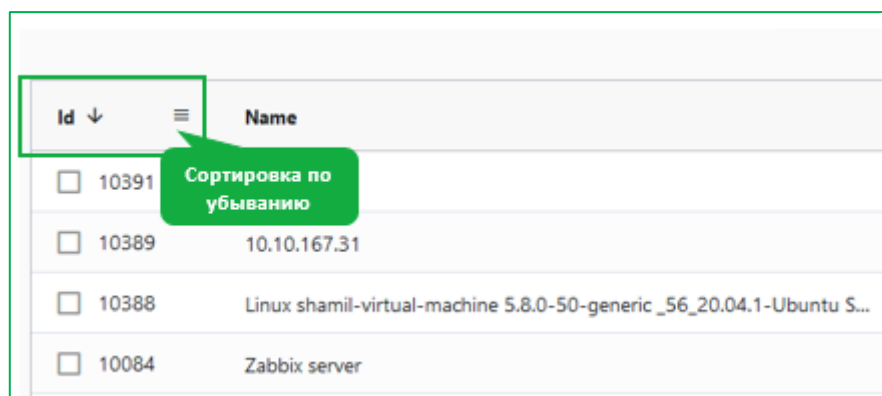 Id Name
10391
Сортировка по
убыванию
10389 10.10.167.31
10388 Linux shamil-virtual-machine 5.8.0-50-generic _56_20.04.1-Ubuntu S...
10084 Zabbix server